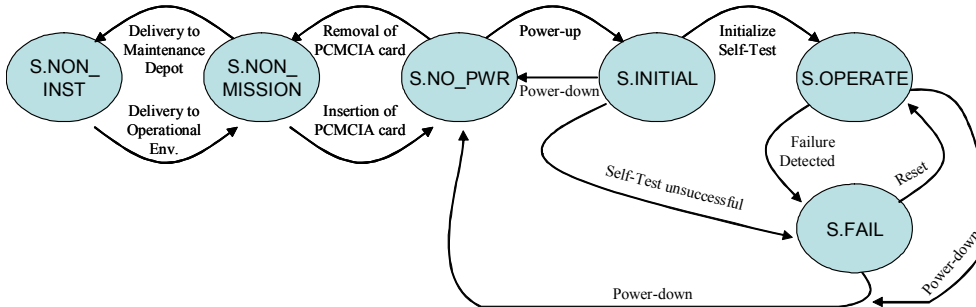 Delivery to
Maintenance
Depot
Removal of
PCMCIA card
Power-up
Initialize
Self-Test
S.NON_
INST
S.NON_
MISSION
S.NO_PWR
Power-down
S.INITIAL
S.OPERATE
Delivery to
Operational
Env.
Insertion of
PCMCIA card
Failure
Detected
Reset
Self-Test unsuccessful
S.FAIL
Power-down
Power-down